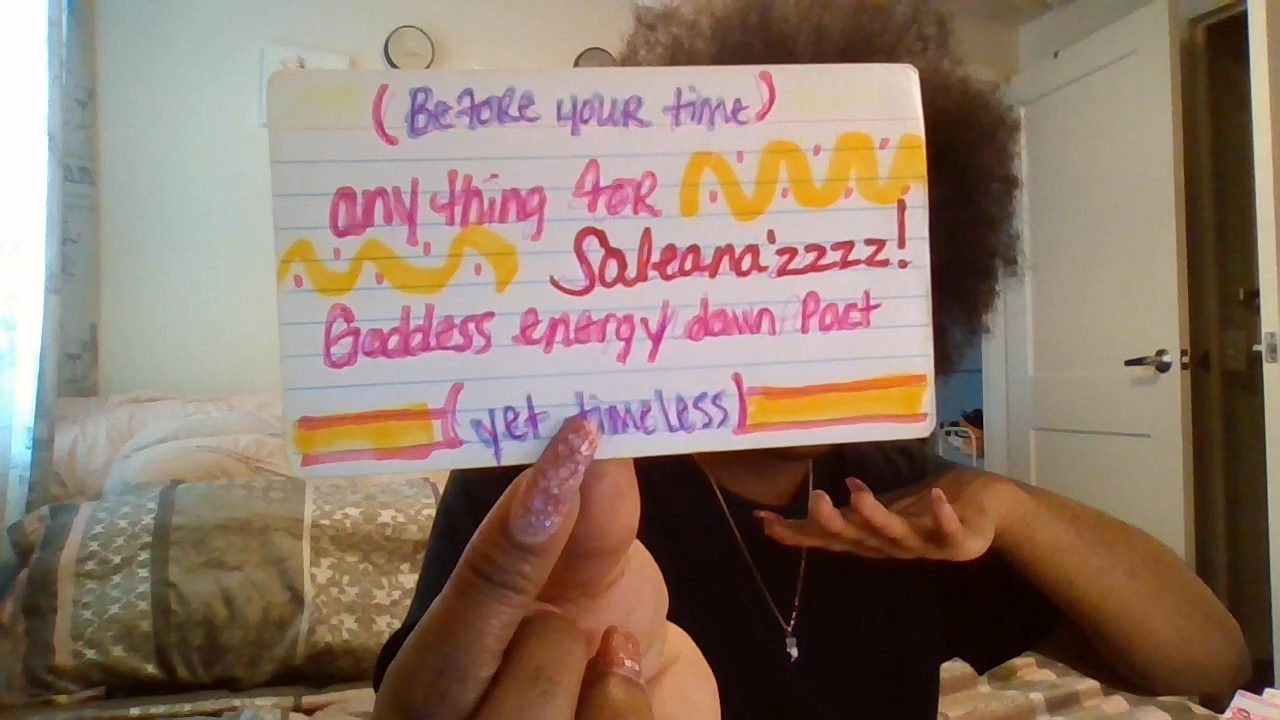 (Before your time)
anything for
Saleana'zzzz!
Goddess energy down Pact
(yet timeless)